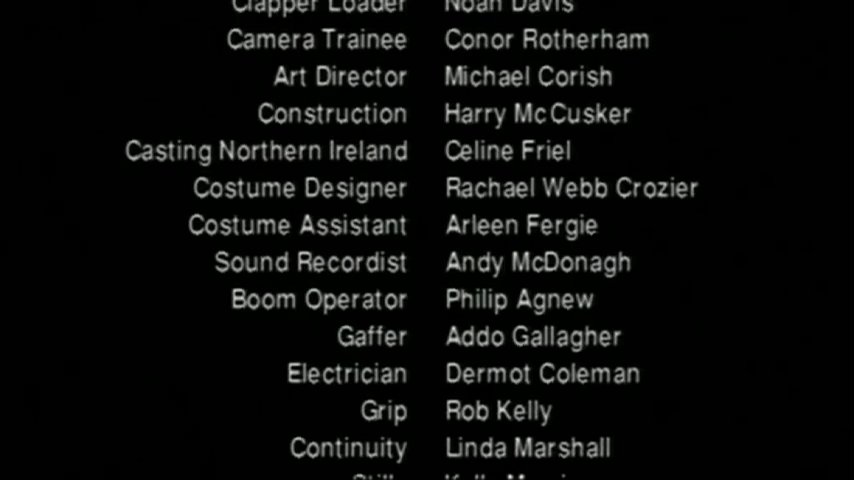 Clapper Loader Noah Davis
Camera Trainee Conor Rotherham
Art Director Michael Corish
Construction Harry McCusker
Casting Northern Ireland Celine Friel
Costume Designer Rachael Webb Crozier
Costume Assistant Arleen Fergie
Sound Recordist Andy McDonagh
Boom Operator Philip Agnew
Gaffer Addo Gallagher
Electrician Dermot Coleman
Grip Rob Kelly
Continuity Linda Marshall